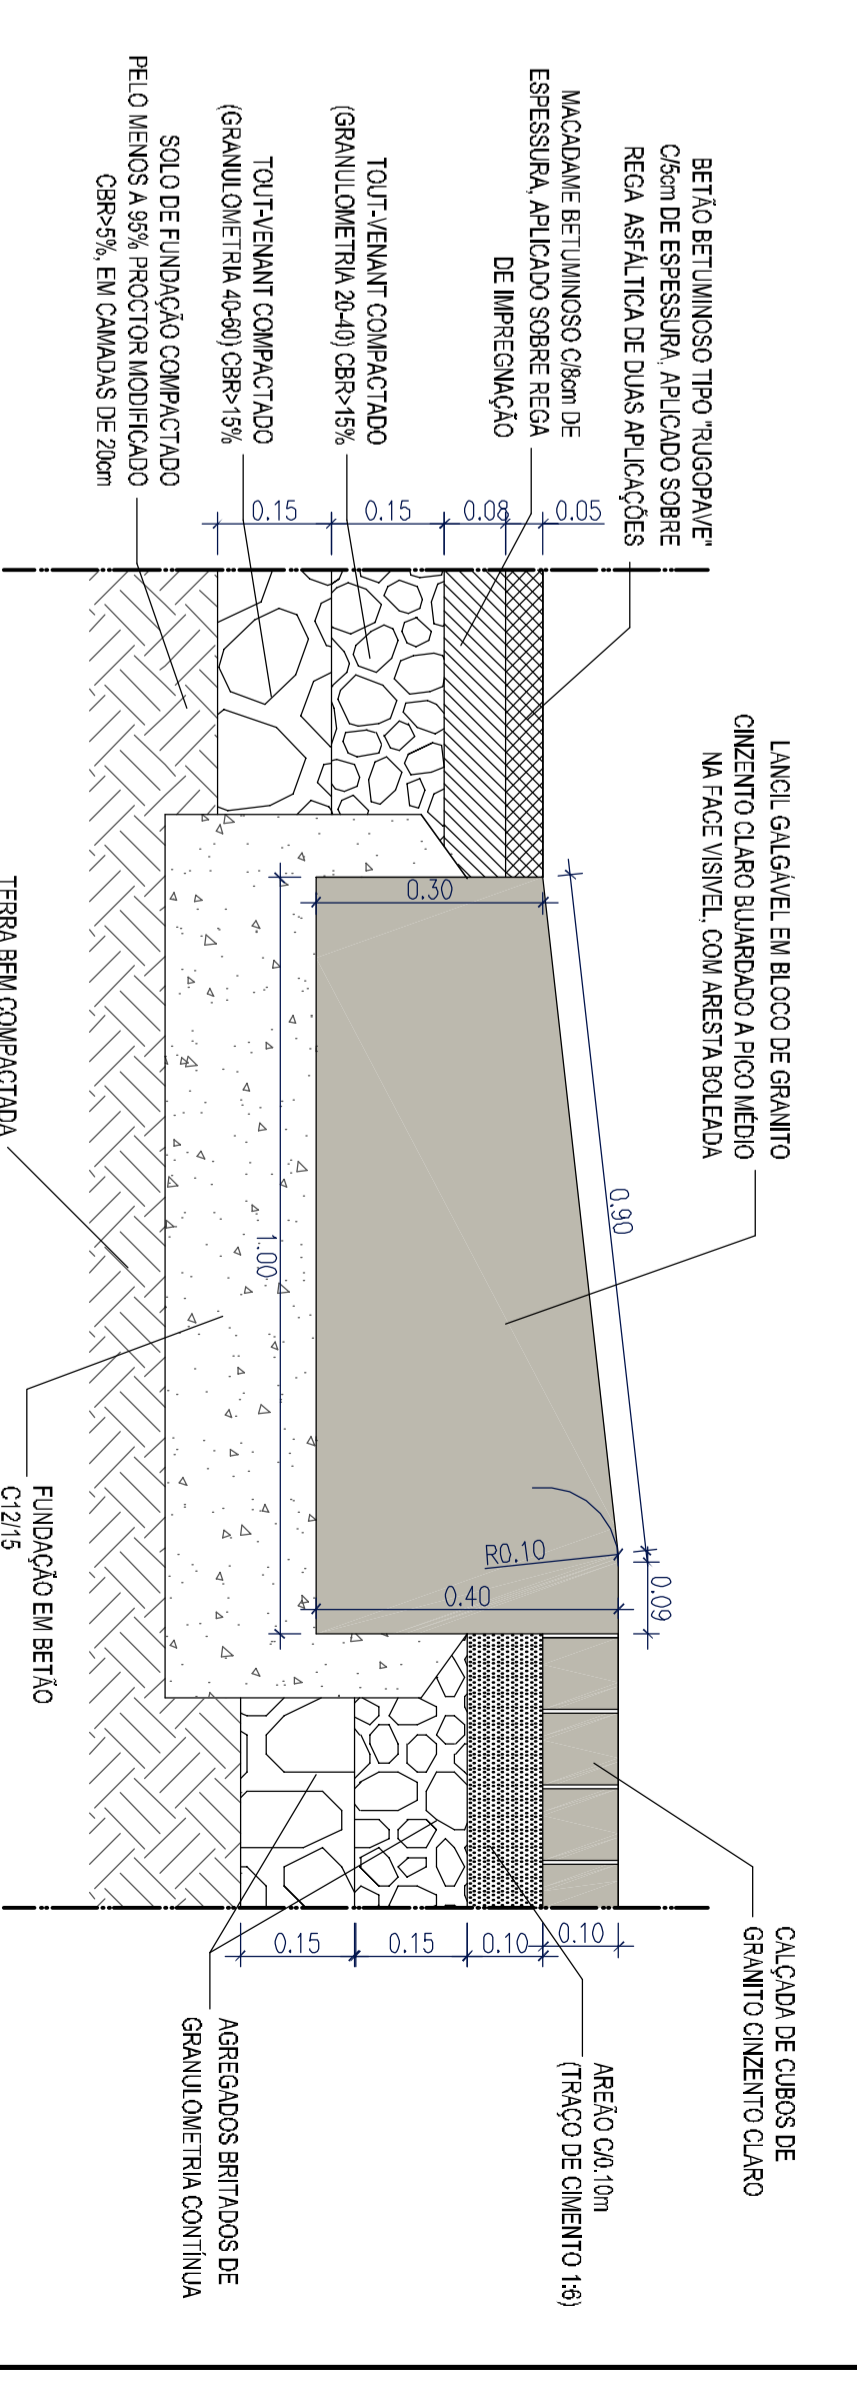 BETÃO BETUMINOSO TIPO "RUGOPAVE"
C/5cm DE ESPESSURA, APLICADO SOBRE
REGA ASFÁLTICA DE DUAS APLICAÇÕES
MACADAME BETUMINOSO C/8cm DE
ESPESSURA, APLICADO SOBRE REGA
DE IMPREGNAÇÃO
TOUT-VENANT COMPACTADO
(GRANULOMETRIA 20-40) CBR>15%
TOUT-VENANT COMPACTADO
(GRANULOMETRIA 40-60) CBR>15%
SOLO DE FUNDAÇÃO COMPACTADO
PELO MENOS A 95% PROCTOR MODIFICADO
CBR>5%, EM CAMADAS DE 20cm
0.05
0.08
0.15
0.15
LANCIL GALGÁVEL EM BLOCO DE GRANITO
CINZENTO CLARO BUJARDADO A PICO MÉDIO
NA FACE VISIVEL, COM ARESTA BOLEADA
0.30
0.90
1.00
R0.10
0.40
0.09
TERRA BEM COMPACTADA
FUNDAÇÃO EM BETÃO
C12/15
0.10
0.10
0.15
0.15
CALÇADA DE CUBOS DE
GRANITO CINZENTO CLARO
AREÃO C/0.10m
(TRAÇO DE CIMENTO 1:6)
AGREGADOS BRITADOS DE
GRANULOMETRIA CONTÍNUA